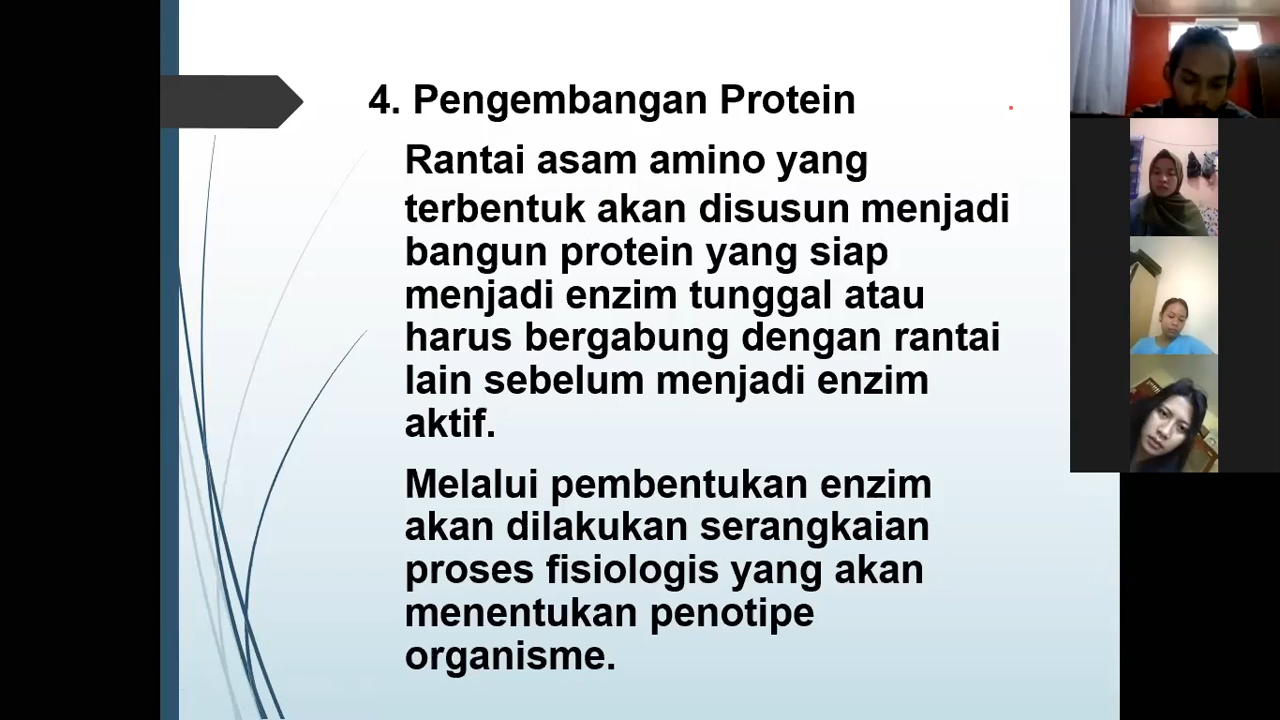 4. Pengembangan Protein
Rantai asam amino yang
terbentuk akan disusun menjadi
bangun protein yang siap
menjadi enzim tunggal atau
harus bergabung dengan rantai
lain sebelum menjadi enzim
aktif.
Melalui pembentukan enzim
akan dilakukan serangkaian
proses fisiologis yang akan
menentukan penotipe
organisme.